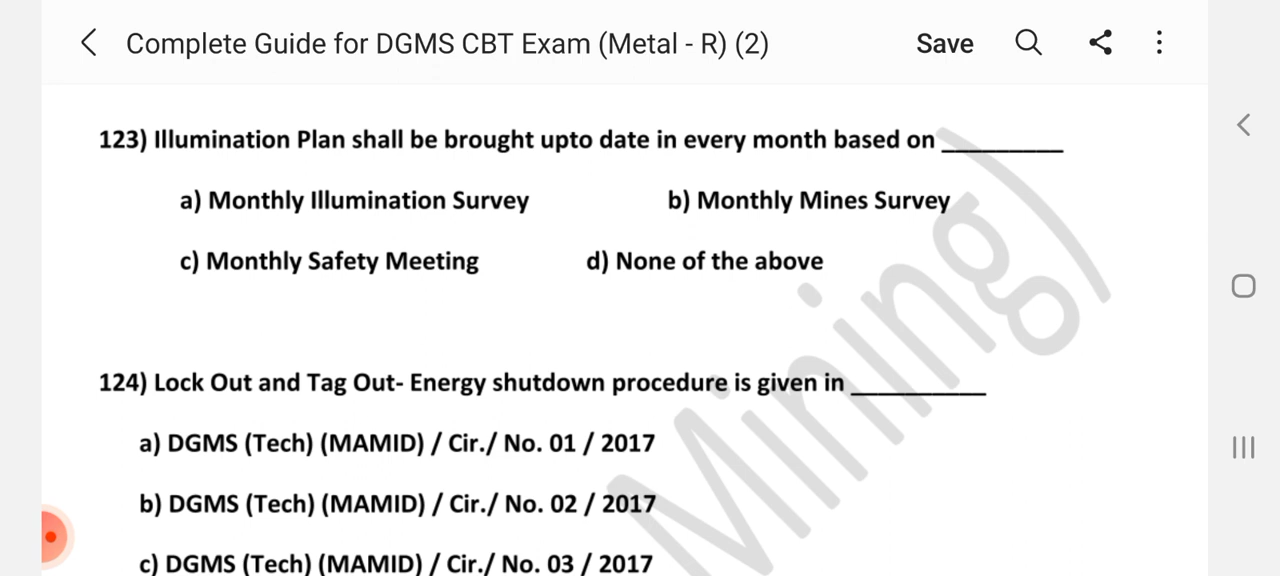 Complete Guide for DGMS CBT Exam (Metal - R) (2) Save
123) Illumination Plan shall be brought upto date in every month based on __________
a) Monthly Illumination Survey b) Monthly Mines Survey
c) Monthly Safety Meeting d) None of the above
124) Lock Out and Tag Out- Energy shutdown procedure is given in ___________
a) DGMS (Tech) (MAMID) / Cir./ No. 01 / 2017
b) DGMS (Tech) (MAMID) / Cir./ No. 02 / 2017
c) DGMS (Tech) (MAMID) / Cir./ No. 03 / 2017
Mining)